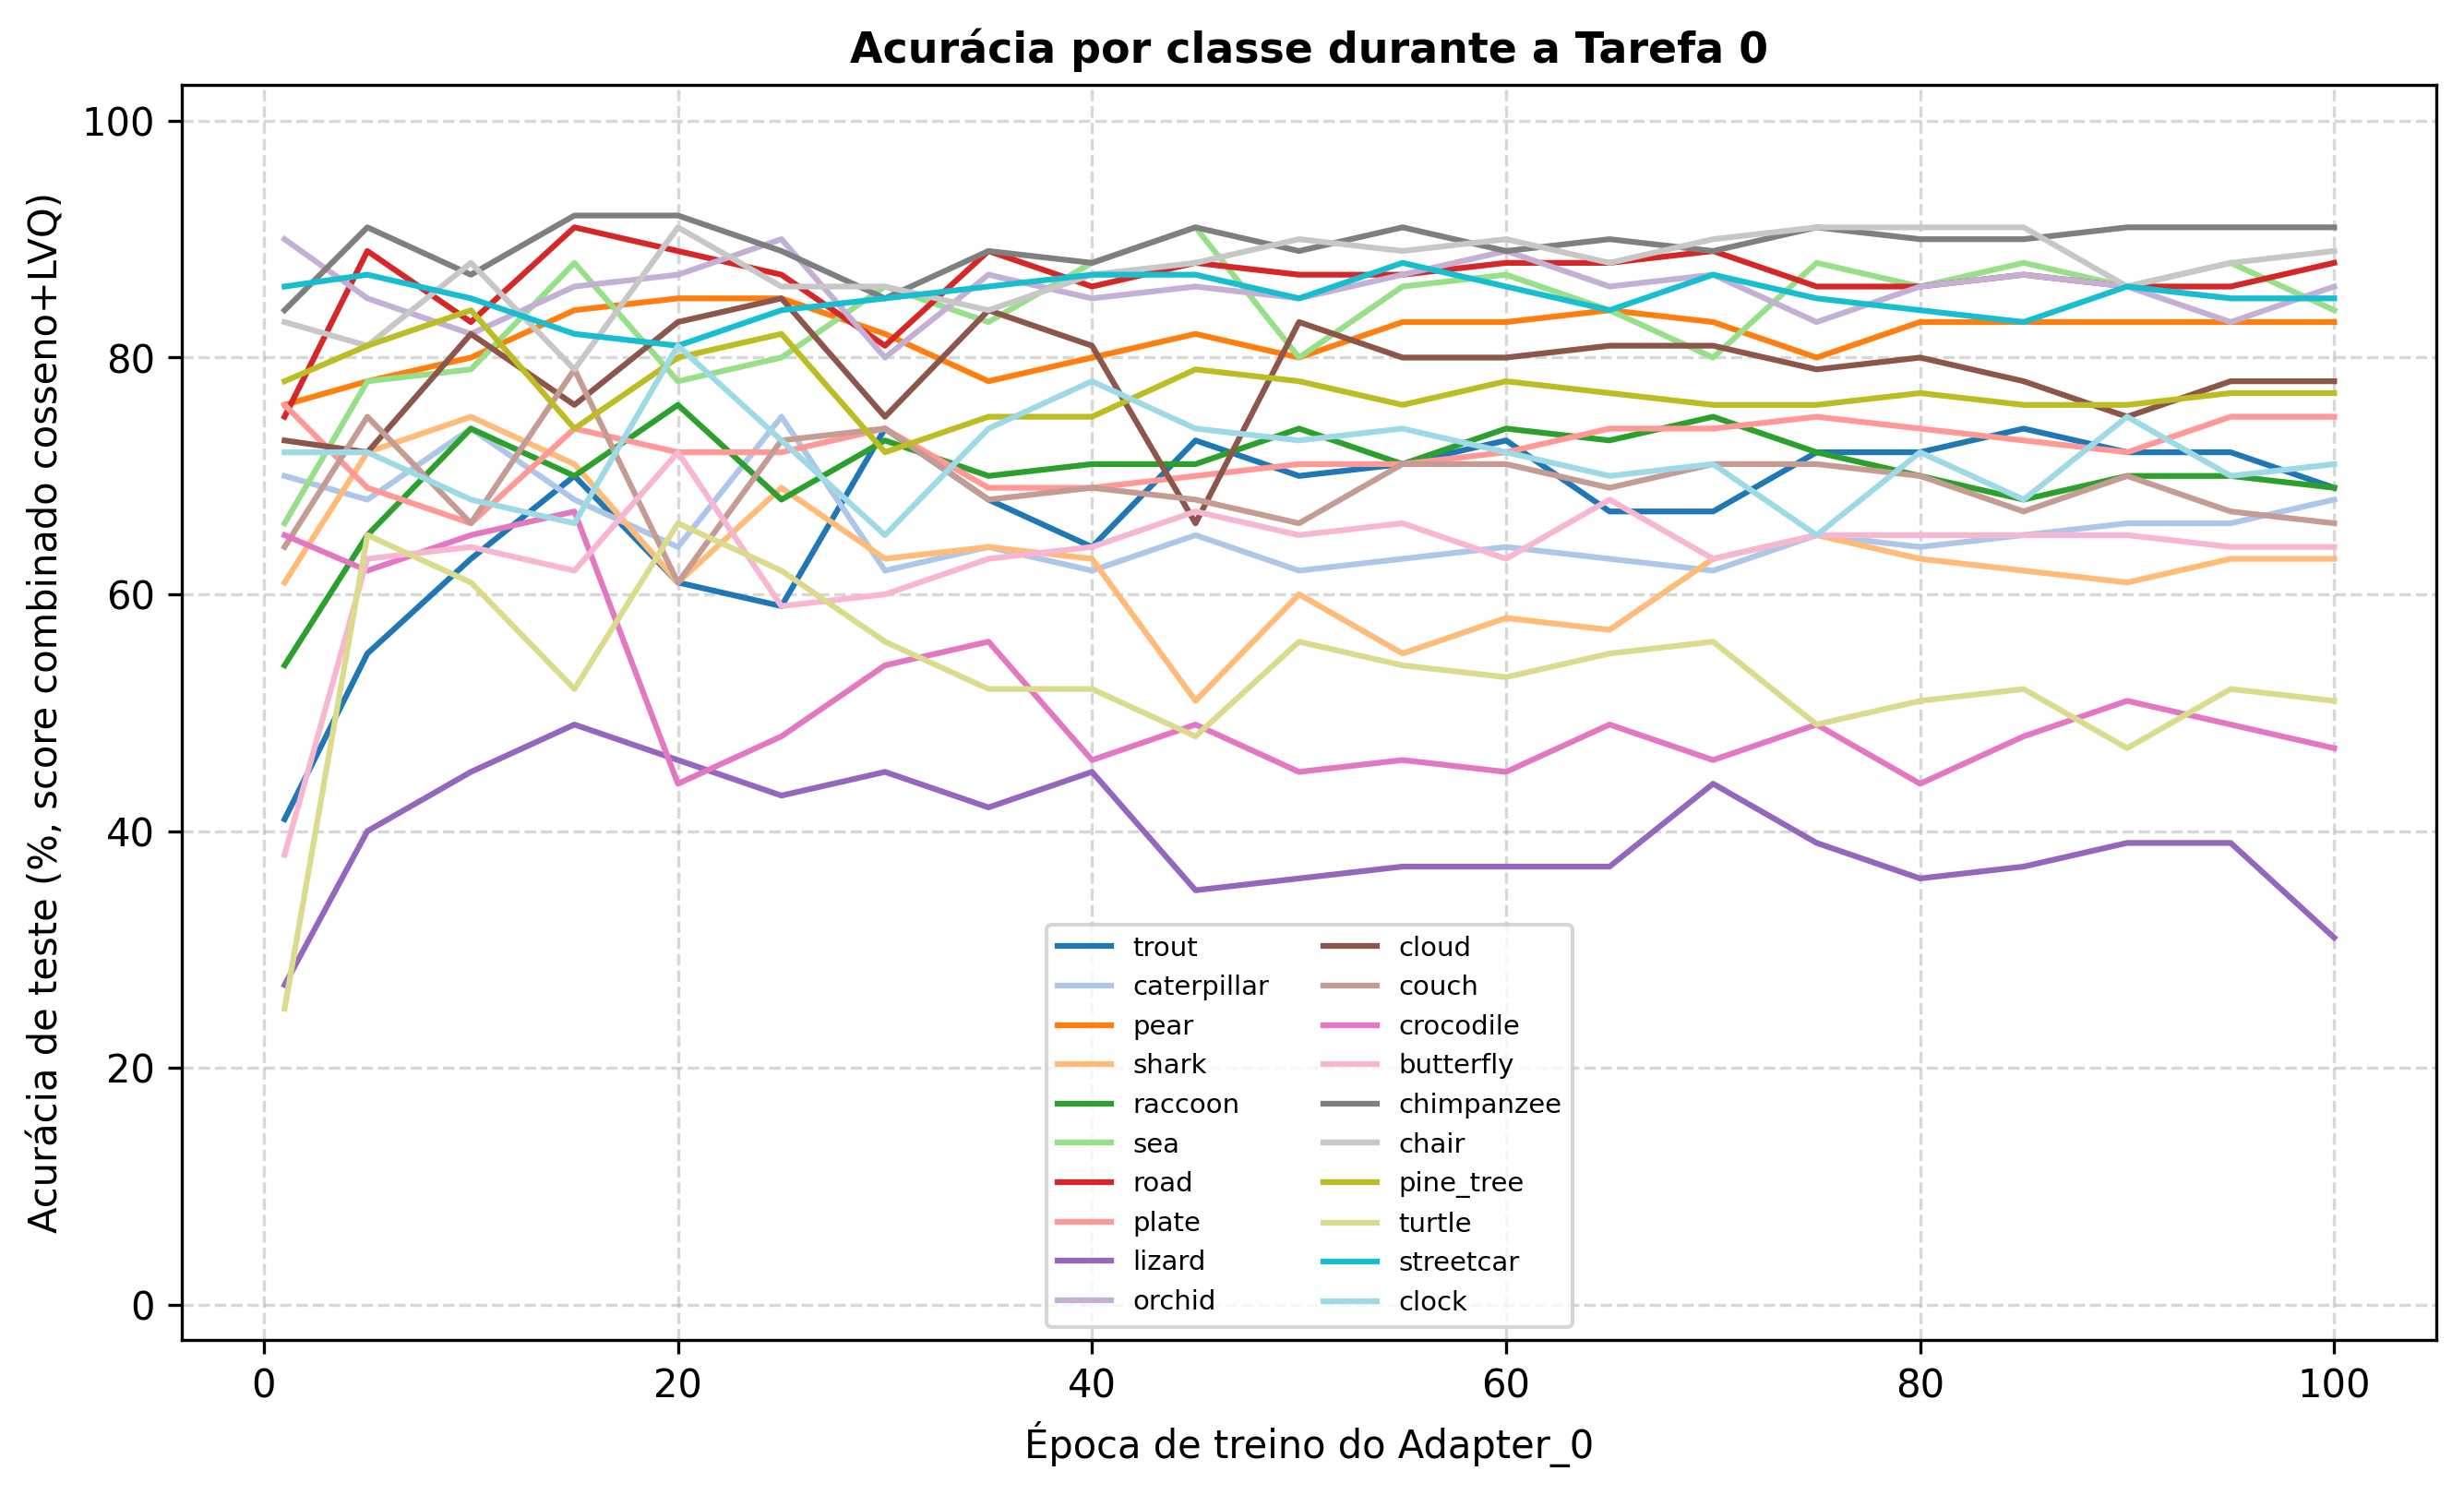 Acurácia por classe durante a Tarefa 0
Acurácia de teste (%, score combinado cosseno+LVQ)
100
80
60
40
20
0
trout
caterpillar
pear
shark
raccoon
sea
road
plate
lizard
orchid
cloud
couch
crocodile
butterfly
chimpanzee
chair
pine_tree
turtle
streetcar
clock
0 20 40 60 80 100
Época de treino do Adapter_0